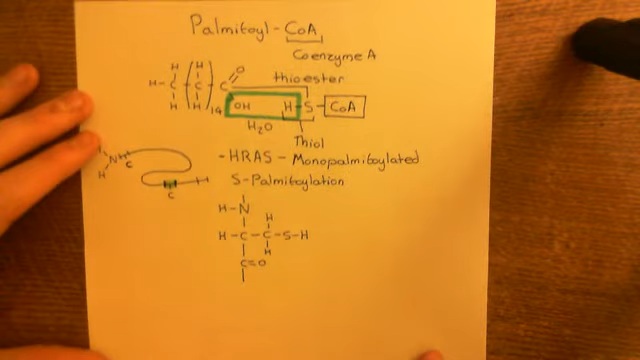 Palmitoyl-CoA
Coenzyme A
H H O
H-C-C-C thioester
H H 14 OH H-S-CoA
H2O
Thiol
-HRAS - Monopalmitoylated
S-Palmitoylation
H N C
H
C
H-N
H
H-C-C-S-H
H
C=O